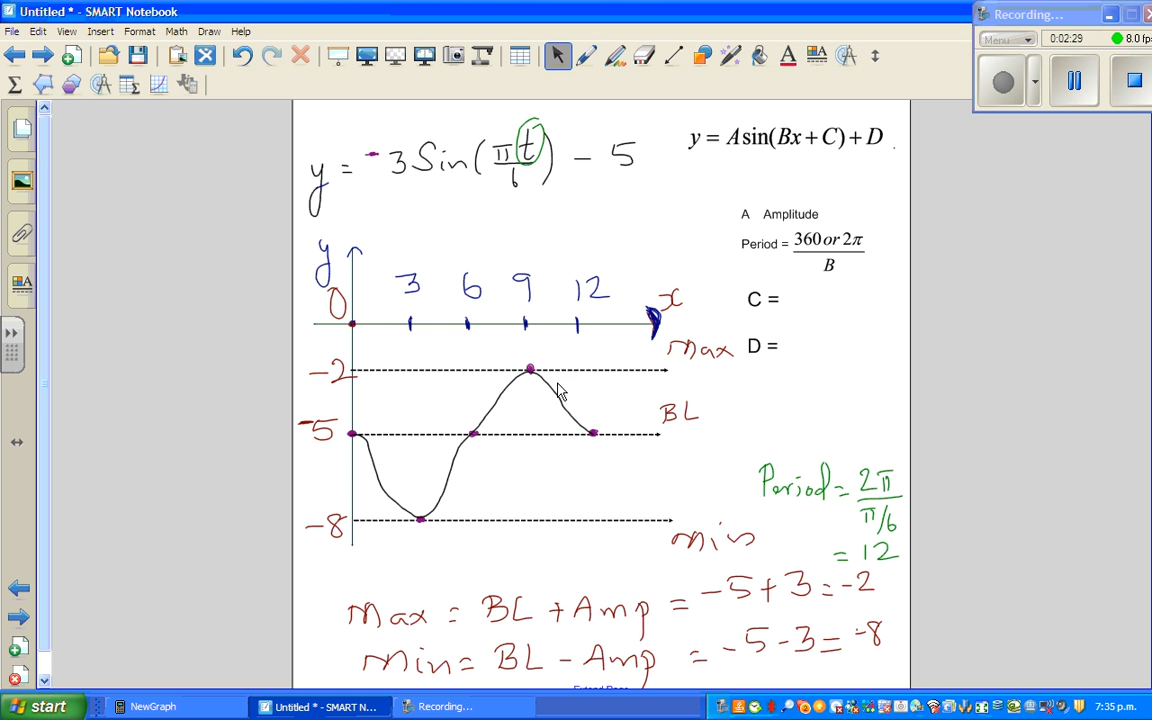 Untitled * - SMART Notebook
Recording...
File Edit View Insert Format Math Draw Help
Menu
0:02:29
8.0 fp
y = -3 Sin(πt/6) - 5
y = A sin(Bx + C) + D
A Amplitude
Period = 360 or 2π / B
C =
D =
y
3 6 9 12
0
x
Max
-2
BL
-5
-8
Min
Period = 2π / π/6
= 12
Max = BL + Amp = -5 + 3 = -2
Min = BL - Amp = -5 - 3 = -8
start
NewGraph
Untitled * - SMART N...
Recording...
7:35 p.m.